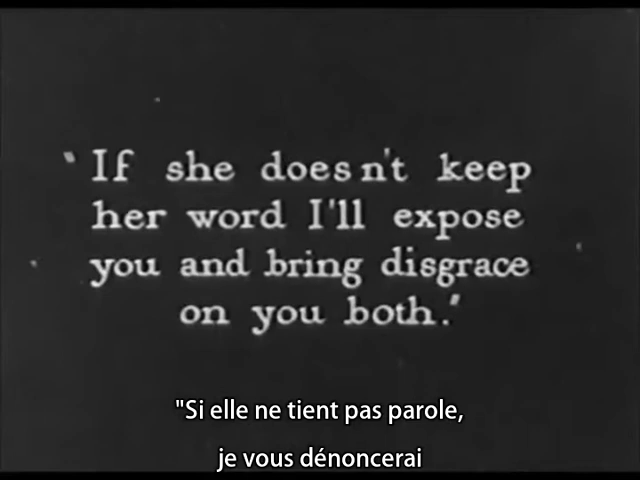 "If she doesn't keep
her word I'll expose
you and bring disgrace
on you both."
"Si elle ne tient pas parole,
je vous dénoncerai